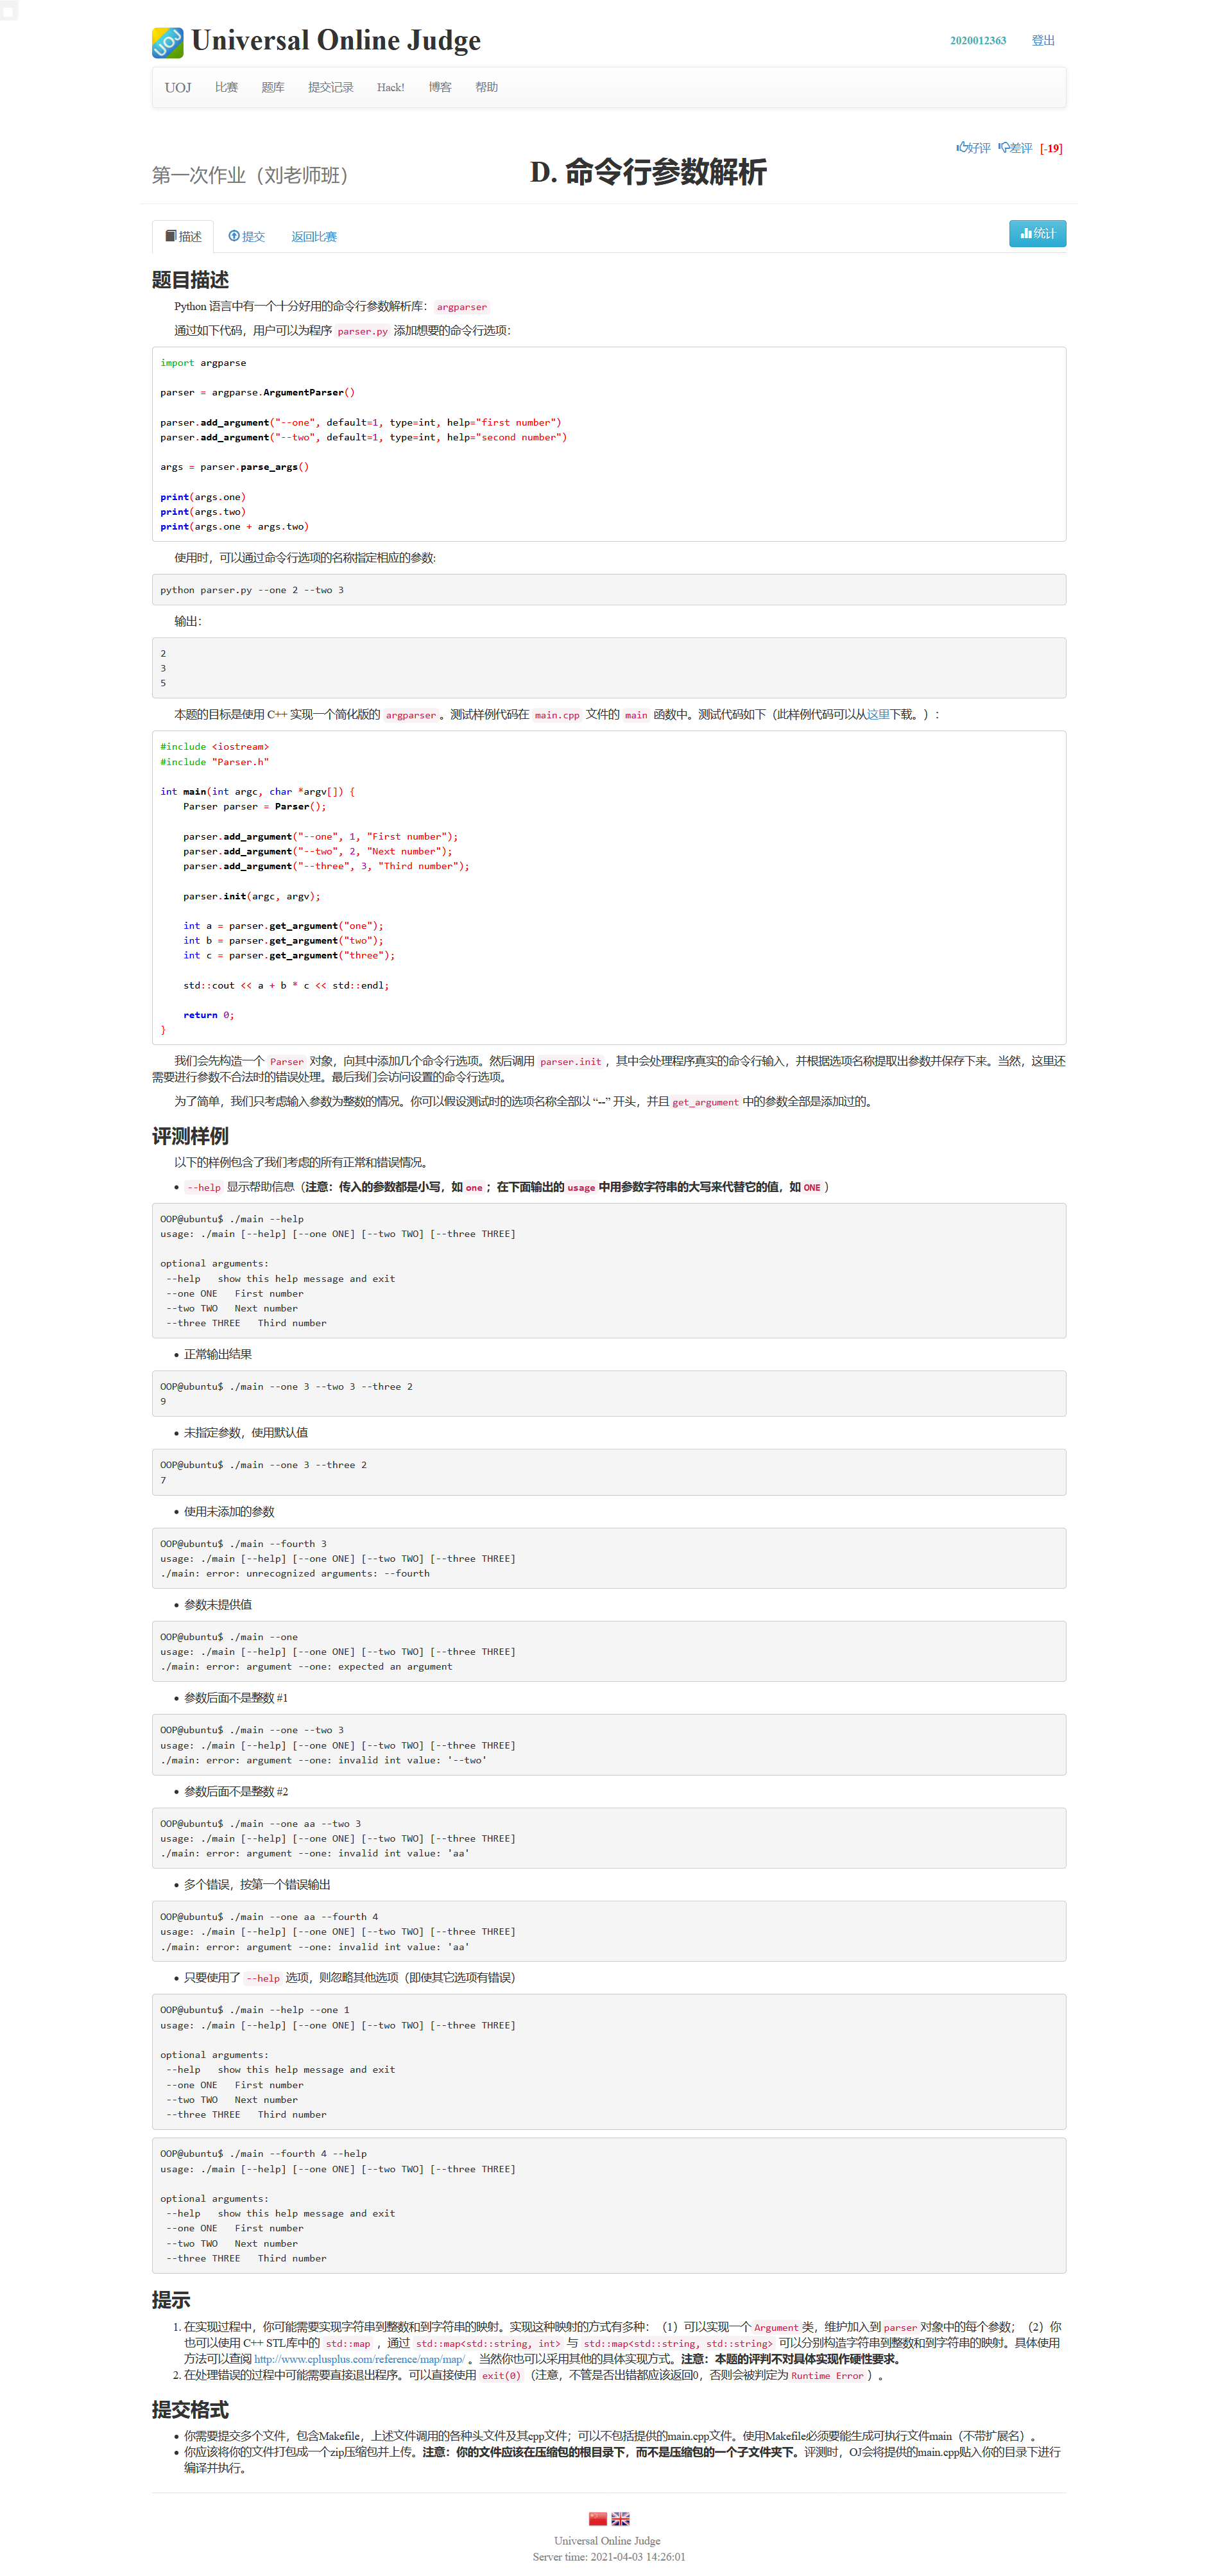 Universal Online Judge
2020012363 登出
UOJ 比赛 题库 提交记录 Hack! 博客 帮助
好评 差评 [-19]
第一次作业（刘老师班）
D. 命令行参数解析
描述 提交 返回比赛 统计
题目描述
Python 语言中有一个十分好用的命令行参数解析库：argparser
通过如下代码，用户可以为程序 parser.py 添加想要的命令行选项：
import argparse
parser = argparse.ArgumentParser()
parser.add_argument("--one", default=1, type=int, help="first number")
parser.add_argument("--two", default=1, type=int, help="second number")
args = parser.parse_args()
print(args.one)
print(args.two)
print(args.one + args.two)
使用时，可以通过命令行选项的名称指定相应的参数:
python parser.py --one 2 --two 3
输出：
2
3
5
本题的目标是使用 C++ 实现一个简化版的 argparser 。测试样例代码在 main.cpp 文件的 main 函数中。测试代码如下（此样例代码可以从这里下载。）：
#include <iostream>
#include "Parser.h"
int main(int argc, char *argv[]) {
    Parser parser = Parser();
    parser.add_argument("--one", 1, "First number");
    parser.add_argument("--two", 2, "Next number");
    parser.add_argument("--three", 3, "Third number");
    parser.init(argc, argv);
    int a = parser.get_argument("one");
    int b = parser.get_argument("two");
    int c = parser.get_argument("three");
    std::cout << a + b * c << std::endl;
    return 0;
}
我们会先构造一个 Parser 对象，向其中添加几个命令行选项。然后调用 parser.init ，其中会处理程序真实的命令行输入，并根据选项名称提取出参数并保存下来。当然，这里还
需要进行参数不合法时的错误处理。最后我们会访问设置的命令行选项。
为了简单，我们只考虑输入参数为整数的情况。你可以假设测试时的选项名称全部以 “--” 开头，并且 get_argument 中的参数全部是添加过的。
评测样例
以下的样例包含了我们考虑的所有正常和错误情况。
• --help 显示帮助信息（注意：传入的参数都是小写，如 one ；在下面输出的 usage 中用参数字符串的大写来代替它的值，如 ONE ）
OOP@ubuntu$ ./main --help
usage: ./main [--help] [--one ONE] [--two TWO] [--three THREE]
optional arguments:
 --help   show this help message and exit
 --one ONE   First number
 --two TWO   Next number
 --three THREE   Third number
• 正常输出结果
OOP@ubuntu$ ./main --one 3 --two 3 --three 2
9
• 未指定参数，使用默认值
OOP@ubuntu$ ./main --one 3 --three 2
7
• 使用未添加的参数
OOP@ubuntu$ ./main --fourth 3
usage: ./main [--help] [--one ONE] [--two TWO] [--three THREE]
./main: error: unrecognized arguments: --fourth
• 参数未提供值
OOP@ubuntu$ ./main --one
usage: ./main [--help] [--one ONE] [--two TWO] [--three THREE]
./main: error: argument --one: expected an argument
• 参数后面不是整数 #1
OOP@ubuntu$ ./main --one --two 3
usage: ./main [--help] [--one ONE] [--two TWO] [--three THREE]
./main: error: argument --one: invalid int value: '--two'
• 参数后面不是整数 #2
OOP@ubuntu$ ./main --one aa --two 3
usage: ./main [--help] [--one ONE] [--two TWO] [--three THREE]
./main: error: argument --one: invalid int value: 'aa'
• 多个错误，按第一个错误输出
OOP@ubuntu$ ./main --one aa --fourth 4
usage: ./main [--help] [--one ONE] [--two TWO] [--three THREE]
./main: error: argument --one: invalid int value: 'aa'
• 只要使用了 --help 选项，则忽略其他选项（即使其它选项有错误）
OOP@ubuntu$ ./main --help --one 1
usage: ./main [--help] [--one ONE] [--two TWO] [--three THREE]
optional arguments:
 --help   show this help message and exit
 --one ONE   First number
 --two TWO   Next number
 --three THREE   Third number
OOP@ubuntu$ ./main --fourth 4 --help
usage: ./main [--help] [--one ONE] [--two TWO] [--three THREE]
optional arguments:
 --help   show this help message and exit
 --one ONE   First number
 --two TWO   Next number
 --three THREE   Third number
提示
1. 在实现过程中，你可能需要实现字符串到整数和到字符串的映射。实现这种映射的方式有多种：（1）可以实现一个 Argument 类，维护加入到 parser 对象中的每个参数；（2）你
也可以使用 C++ STL库中的 std::map ，通过 std::map<std::string, int> 与 std::map<std::string, std::string> 可以分别构造字符串到整数和到字符串的映射。具体使用
方法可以查阅 http://www.cplusplus.com/reference/map/map/ 。当然你也可以采用其他的具体实现方式。注意：本题的评判不对具体实现作硬性要求。
2. 在处理错误的过程中可能需要直接退出程序。可以直接使用 exit(0) （注意，不管是否出错都应该返回0，否则会被判定为 Runtime Error ）。
提交格式
• 你需要提交多个文件，包含Makefile，上述文件调用的各种头文件及其cpp文件；可以不包括提供的main.cpp文件。使用Makefile必须要能生成可执行文件main（不带扩展名）。
• 你应该将你的文件打包成一个zip压缩包并上传。注意：你的文件应该在压缩包的根目录下，而不是压缩包的一个子文件夹下。评测时，OJ会将提供的main.cpp贴入你的目录下进行
编译并执行。
Universal Online Judge
Server time: 2021-04-03 14:26:01